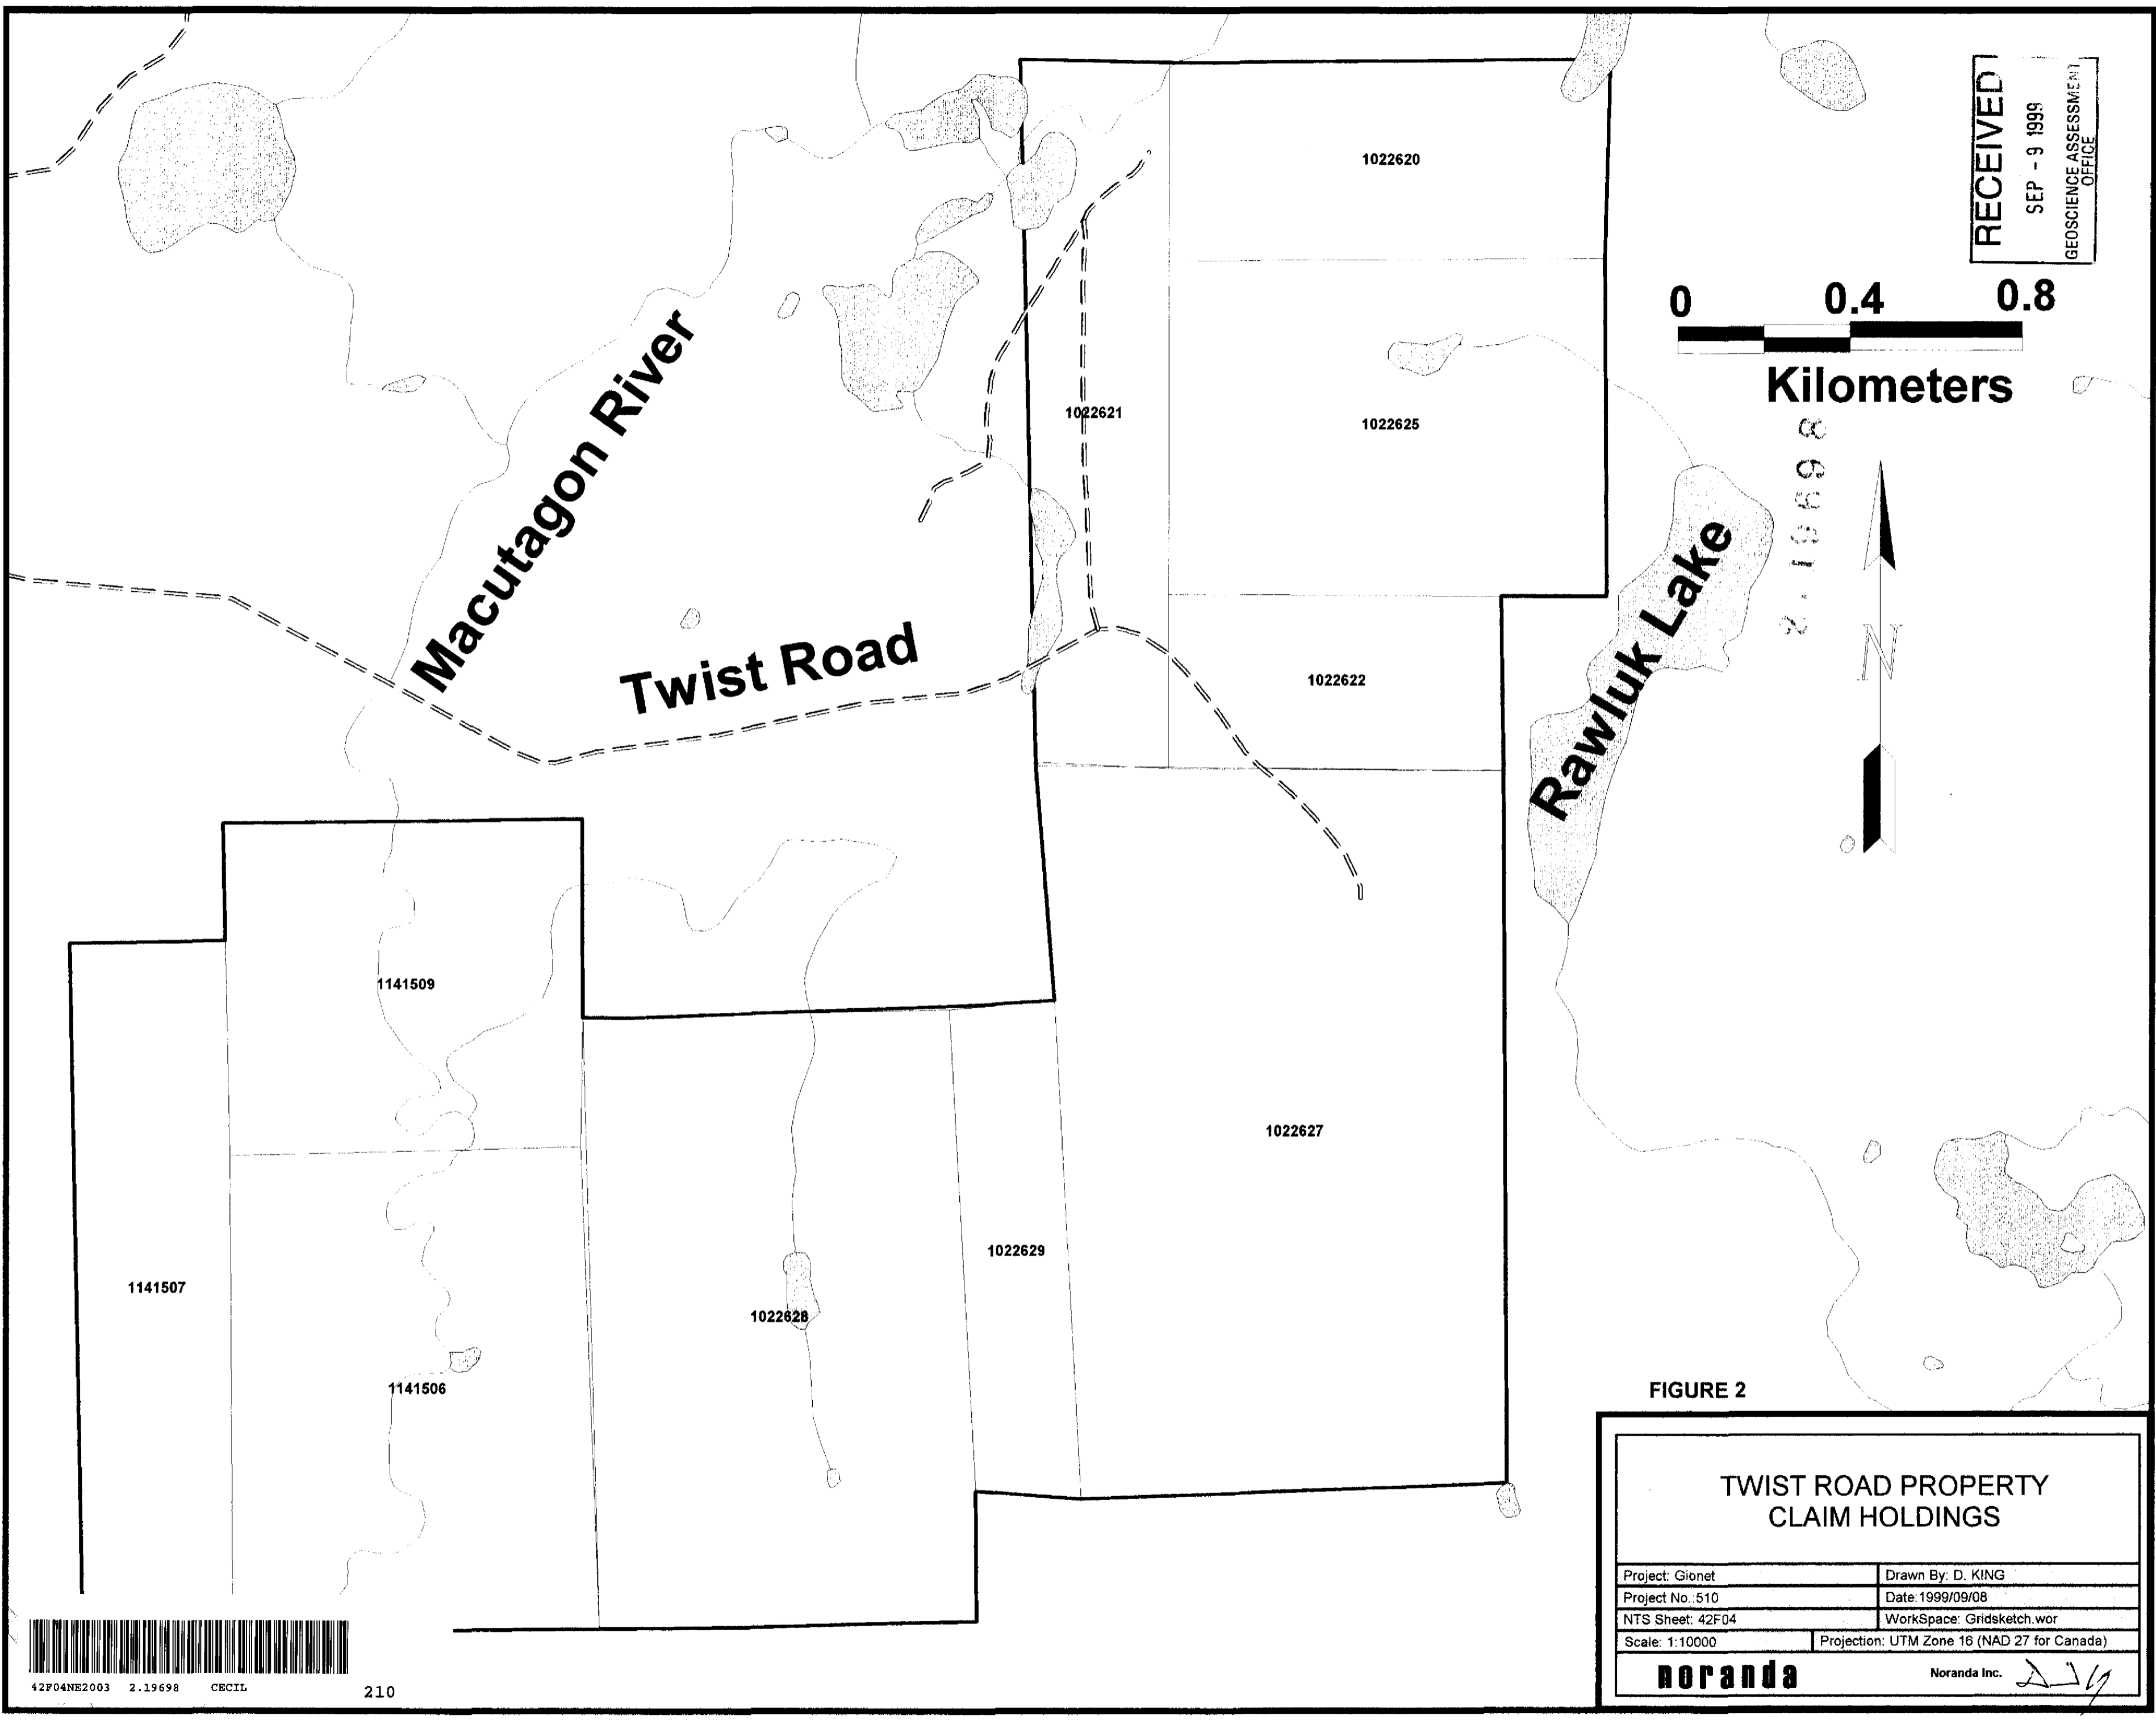 RECEIVED
SEP - 9 1999
GEOSCIENCE ASSESSMENT
OFFICE
0 0.4 0.8
Kilometers
2.19698
N
1022620
1022621
1022625
1022622
Macutagon River
Twist Road
Rawluk Lake
1141509
1022627
1022629
1141507
1022628
1141506
FIGURE 2
TWIST ROAD PROPERTY
CLAIM HOLDINGS
Project: Gionet
Drawn By: D. KING
Project No.:510
Date:1999/09/08
NTS Sheet: 42F04
WorkSpace: Gridsketch.wor
Scale: 1:10000
Projection: UTM Zone 16 (NAD 27 for Canada)
noranda
Noranda Inc.
42F04NE2003 2.19698 CECIL
210